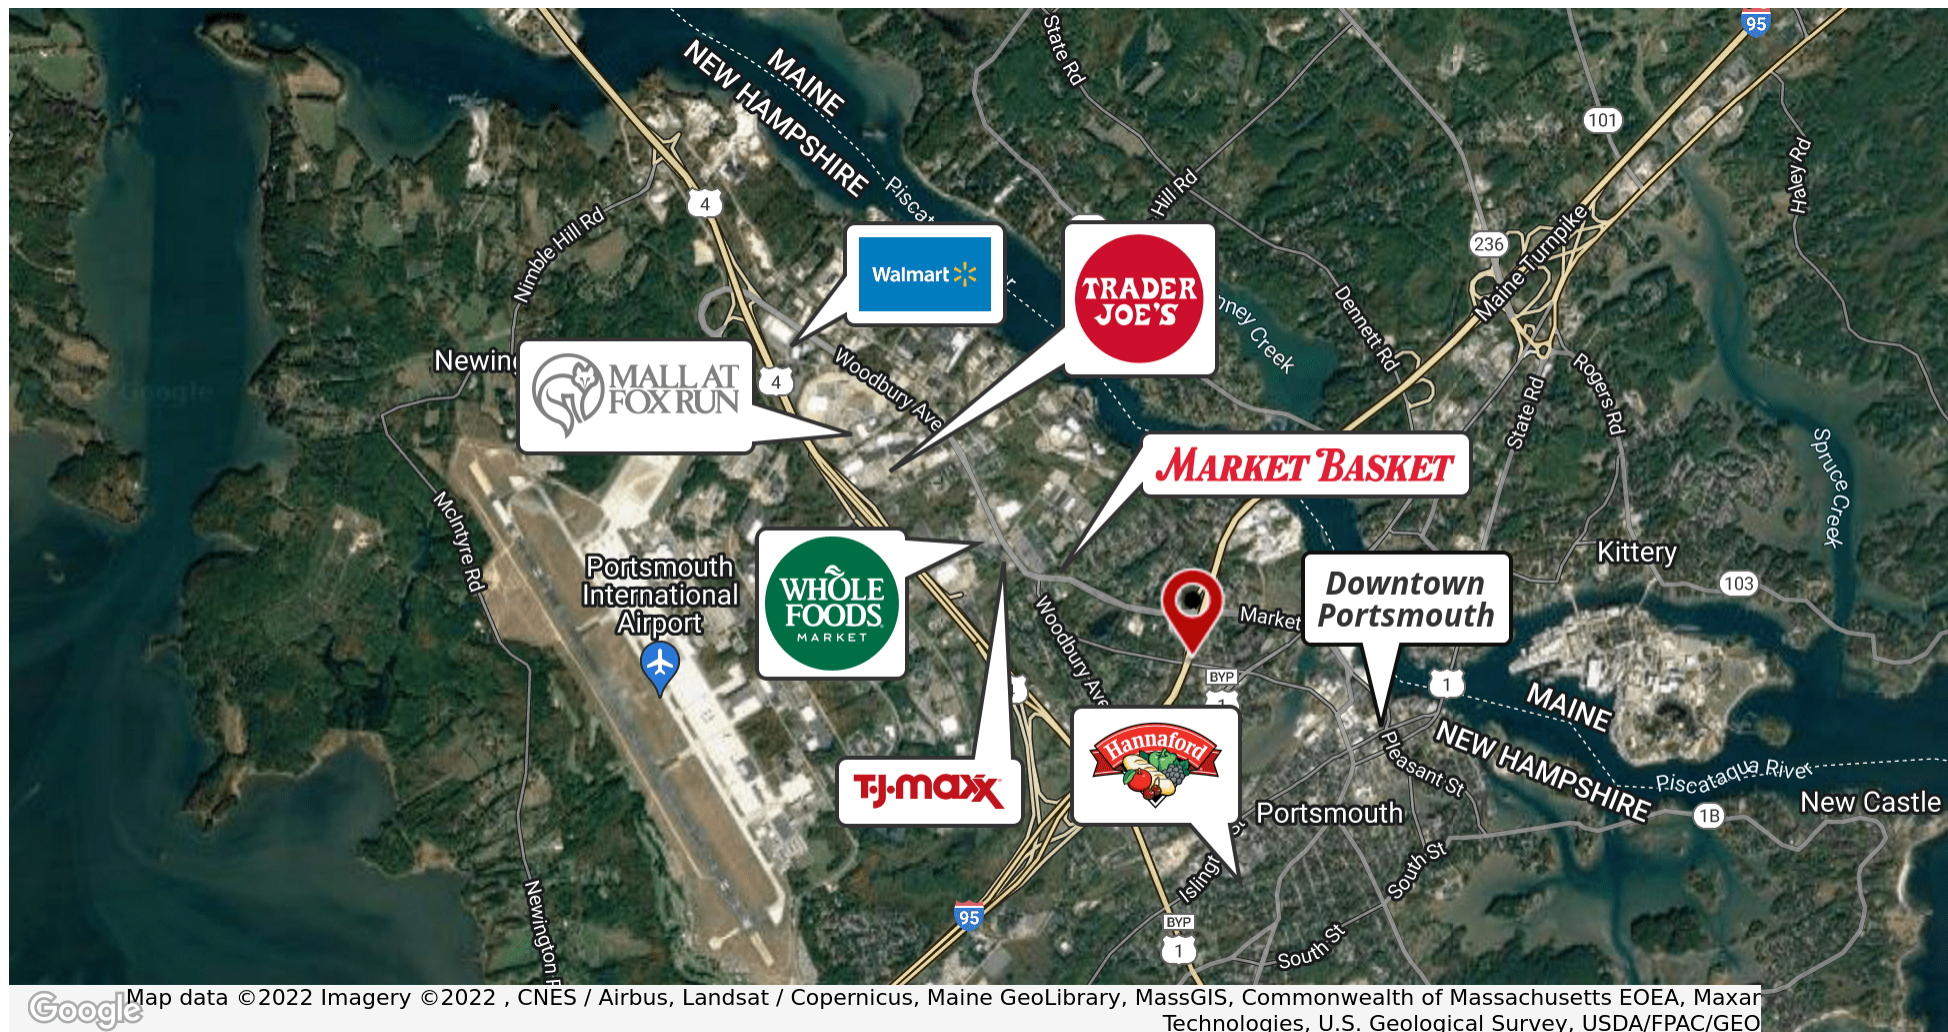 95
State Rd
MAINE
NEW HAMPSHIRE
101
Haley Rd
Hill Rd
4
Nimble Hill Rd
Maine Turnpike
236
Walmart
TRADER
JOE'S
Dennett Rd
Woodbury Ave
4
MALL AT
FOX RUN
State Rd
Rogers Rd
Spruce Creek
MARKET BASKET
McIntyre Rd
Kittery
103
Portsmouth
International
Airport
WHOLE
FOODS
MARKET
Downtown
Portsmouth
Market
Woodbury Ave
BYP
1
1
MAINE
NEW HAMPSHIRE
Pleasant St
Piscataqua River
New Castle
1B
T.J.maxx
Hannaford
Portsmouth
South St
95
BYP
1
South St
Newington
Google
Map data ©2022 Imagery ©2022 , CNES / Airbus, Landsat / Copernicus, Maine GeoLibrary, MassGIS, Commonwealth of Massachusetts EOEA, Maxar
Technologies, U.S. Geological Survey, USDA/FPAC/GEO